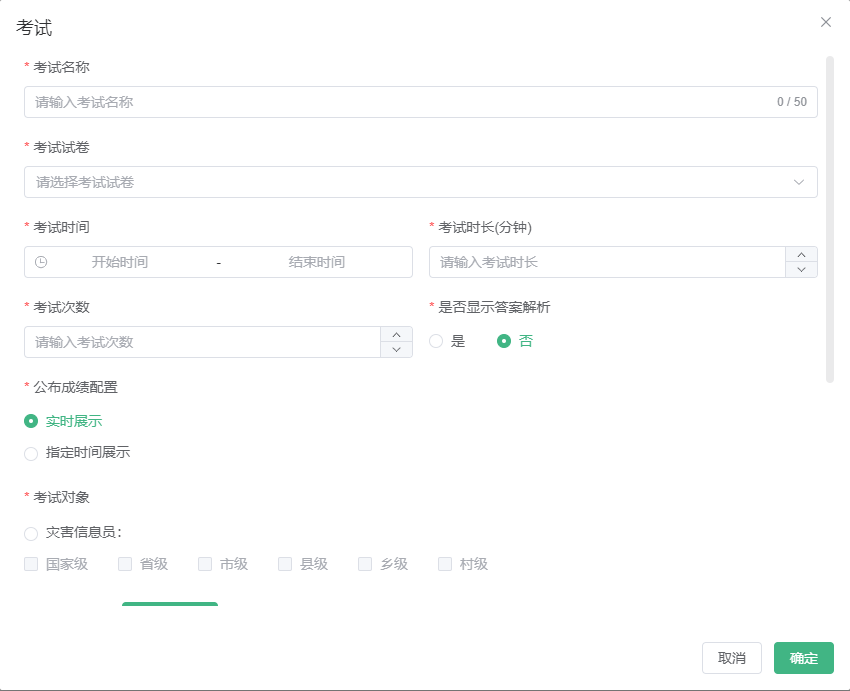 考试
* 考试名称
请输入考试名称 0 / 50
* 考试试卷
请选择考试试卷
* 考试时间 * 考试时长(分钟)
开始时间 - 结束时间 请输入考试时长
* 考试次数 * 是否显示答案解析
请输入考试次数 是 否
* 公布成绩配置
实时展示
指定时间展示
* 考试对象
灾害信息员：
国家级 省级 市级 县级 乡级 村级
取消 确定